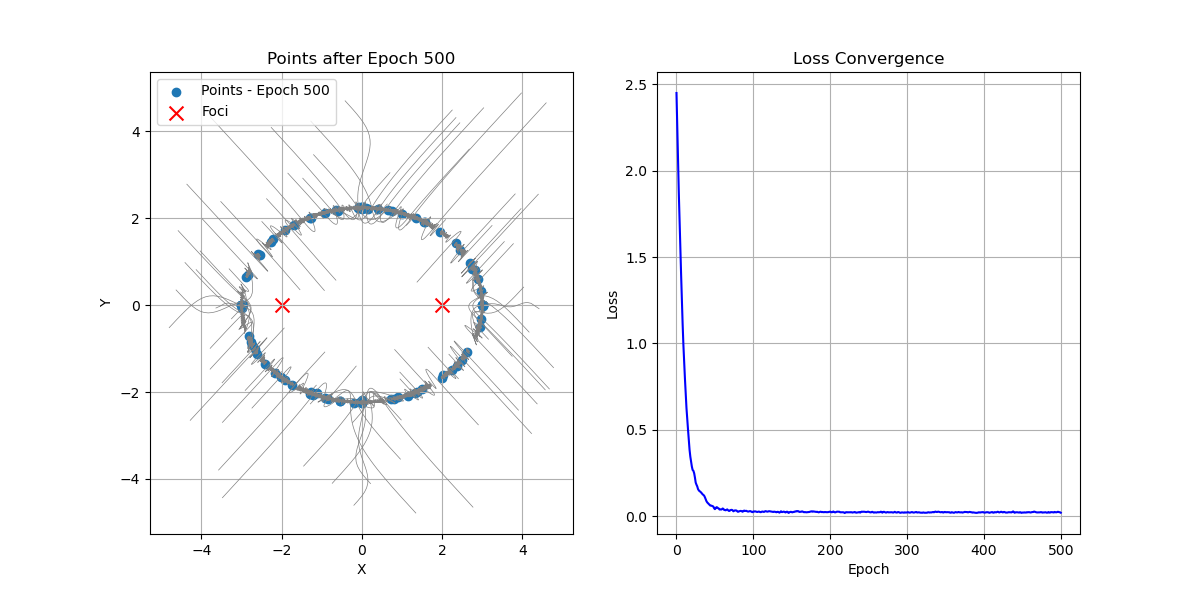 Points after Epoch 500
Points - Epoch 500
Foci
4
2
0
−2
−4
Y
−4 −2 0 2 4
X
Loss Convergence
2.5
2.0
1.5
1.0
0.5
0.0
Loss
0 100 200 300 400 500
Epoch